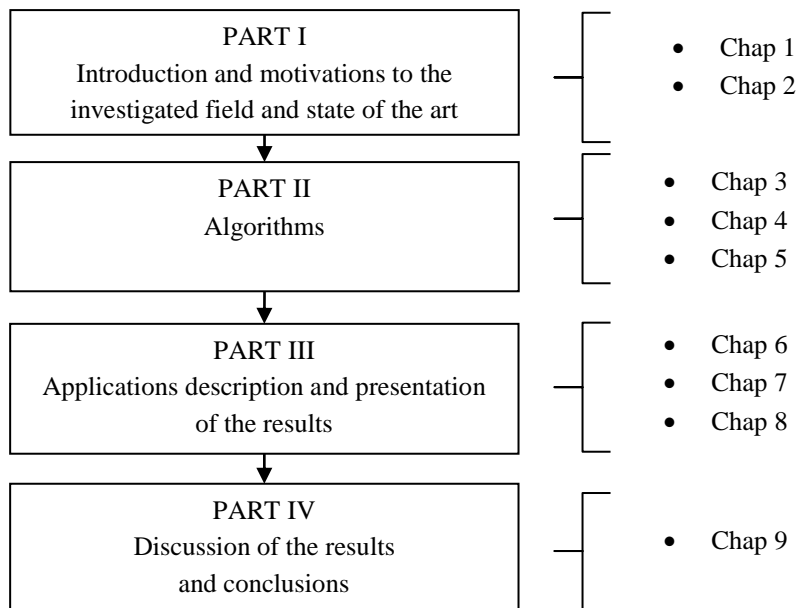 PART I
Introduction and motivations to the
investigated field and state of the art
• Chap 1
• Chap 2
PART II
Algorithms
• Chap 3
• Chap 4
• Chap 5
PART III
Applications description and presentation
of the results
• Chap 6
• Chap 7
• Chap 8
PART IV
Discussion of the results
and conclusions
• Chap 9